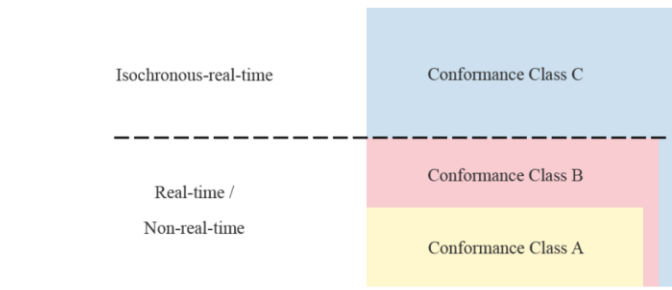 Isochronous-real-time
Conformance Class C
Conformance Class B
Real-time /
Non-real-time
Conformance Class A